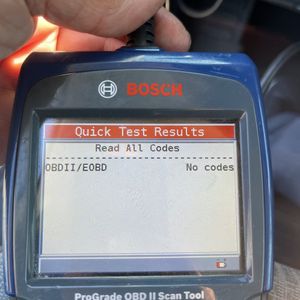 BOSCH
Quick Test Results
Read All Codes
OBDII/EOBD No codes
ProGrade OBD II Scan Tool